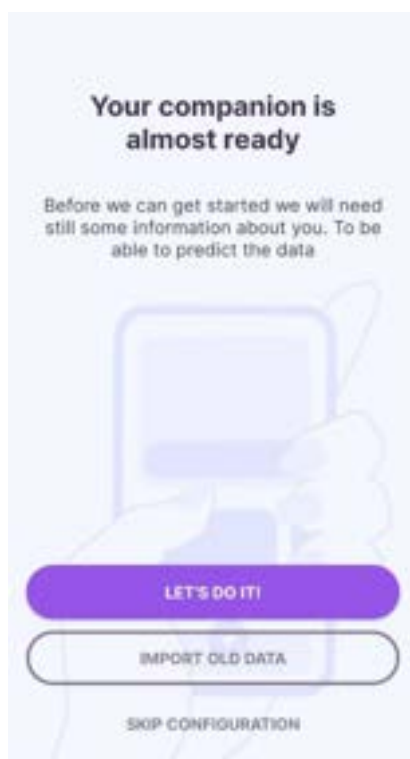 Your companion is
almost ready
Before we can get started we will need
still some information about you. To be
able to predict the data
LET'S DO IT!
IMPORT OLD DATA
SKIP CONFIGURATION